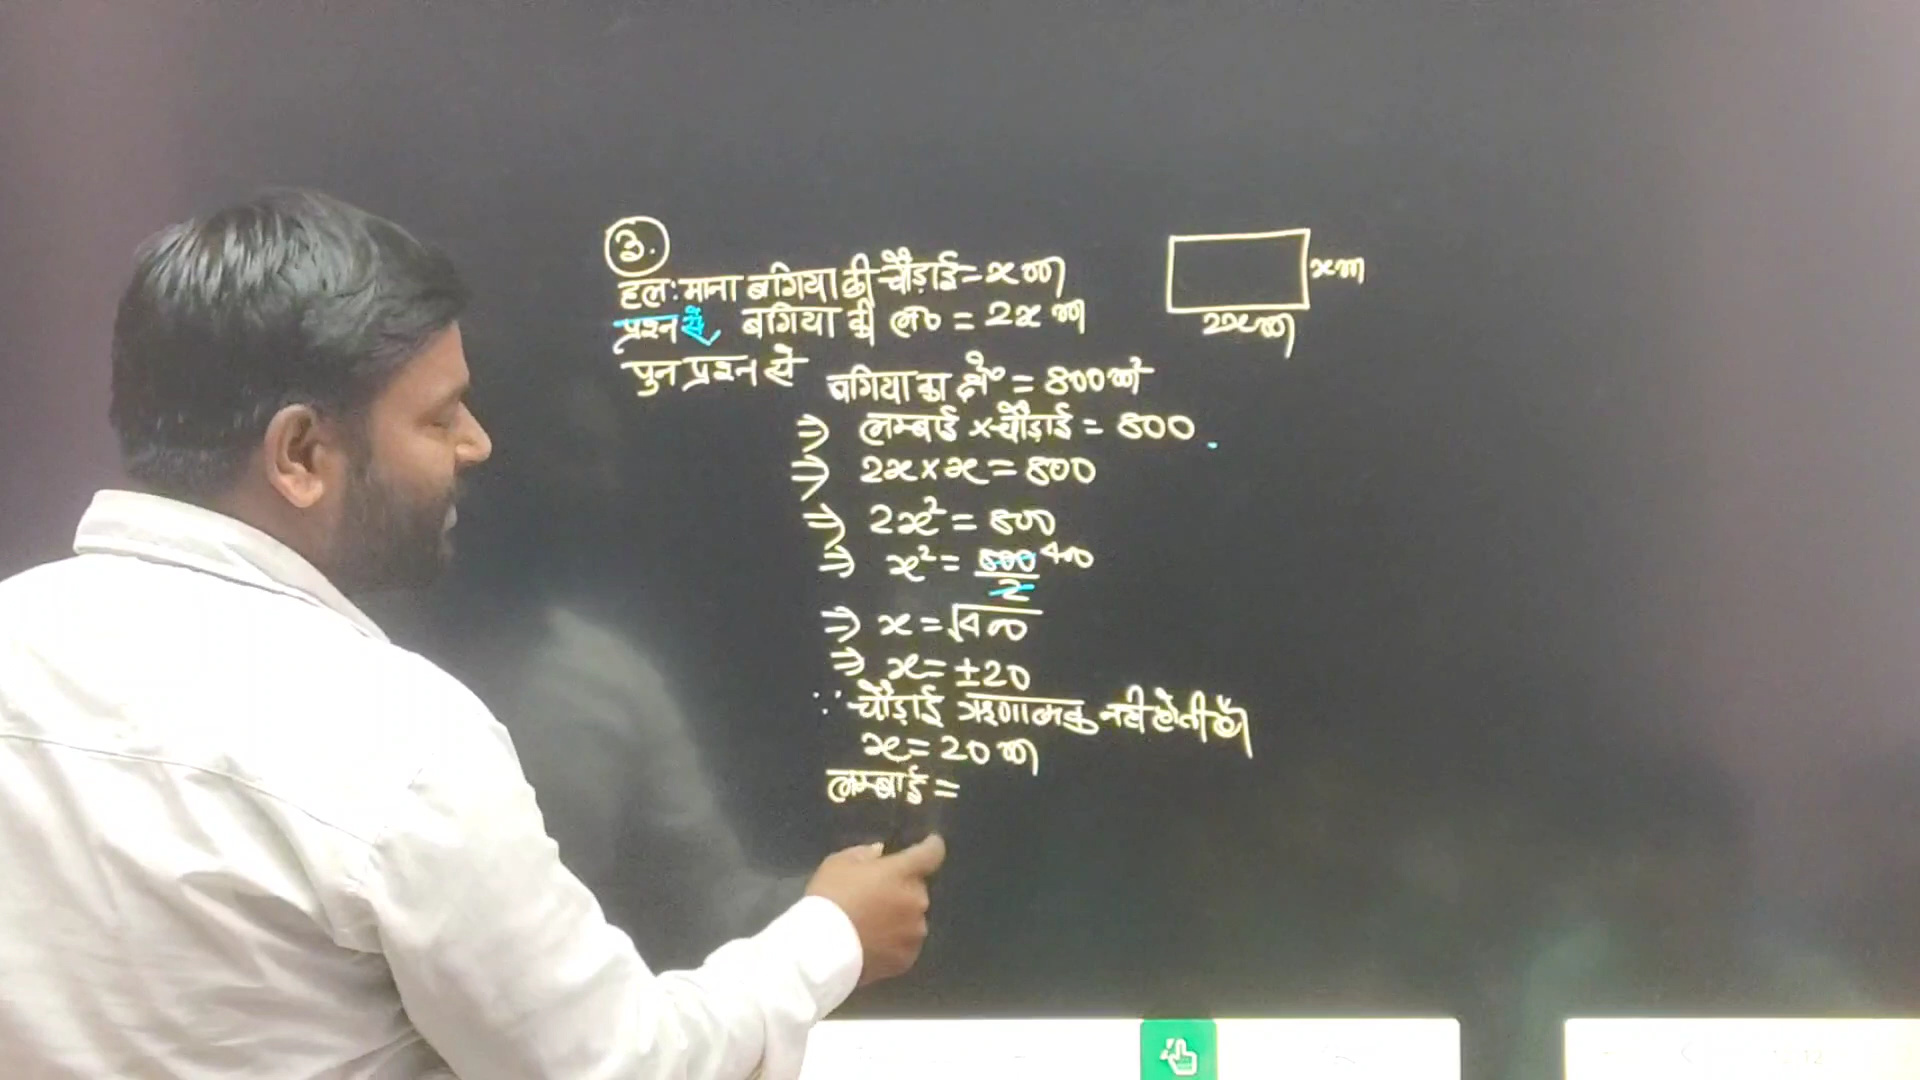 3.
हल: माना बगिया की चौड़ाई = x मी
प्रश्न से, बगिया की ल० = 2x मी
पुन प्रश्न से बगिया का क्षे० = 800 मी²
⇒ लम्बाई × चौड़ाई = 800
⇒ 2x × x = 800
⇒ 2x² = 800
⇒ x² = 800/2 400
⇒ x = √400
⇒ x = ±20
∵ चौड़ाई ऋणात्मक नही होती है।
x = 20 मी
लम्बाई =
x मी
2x मी